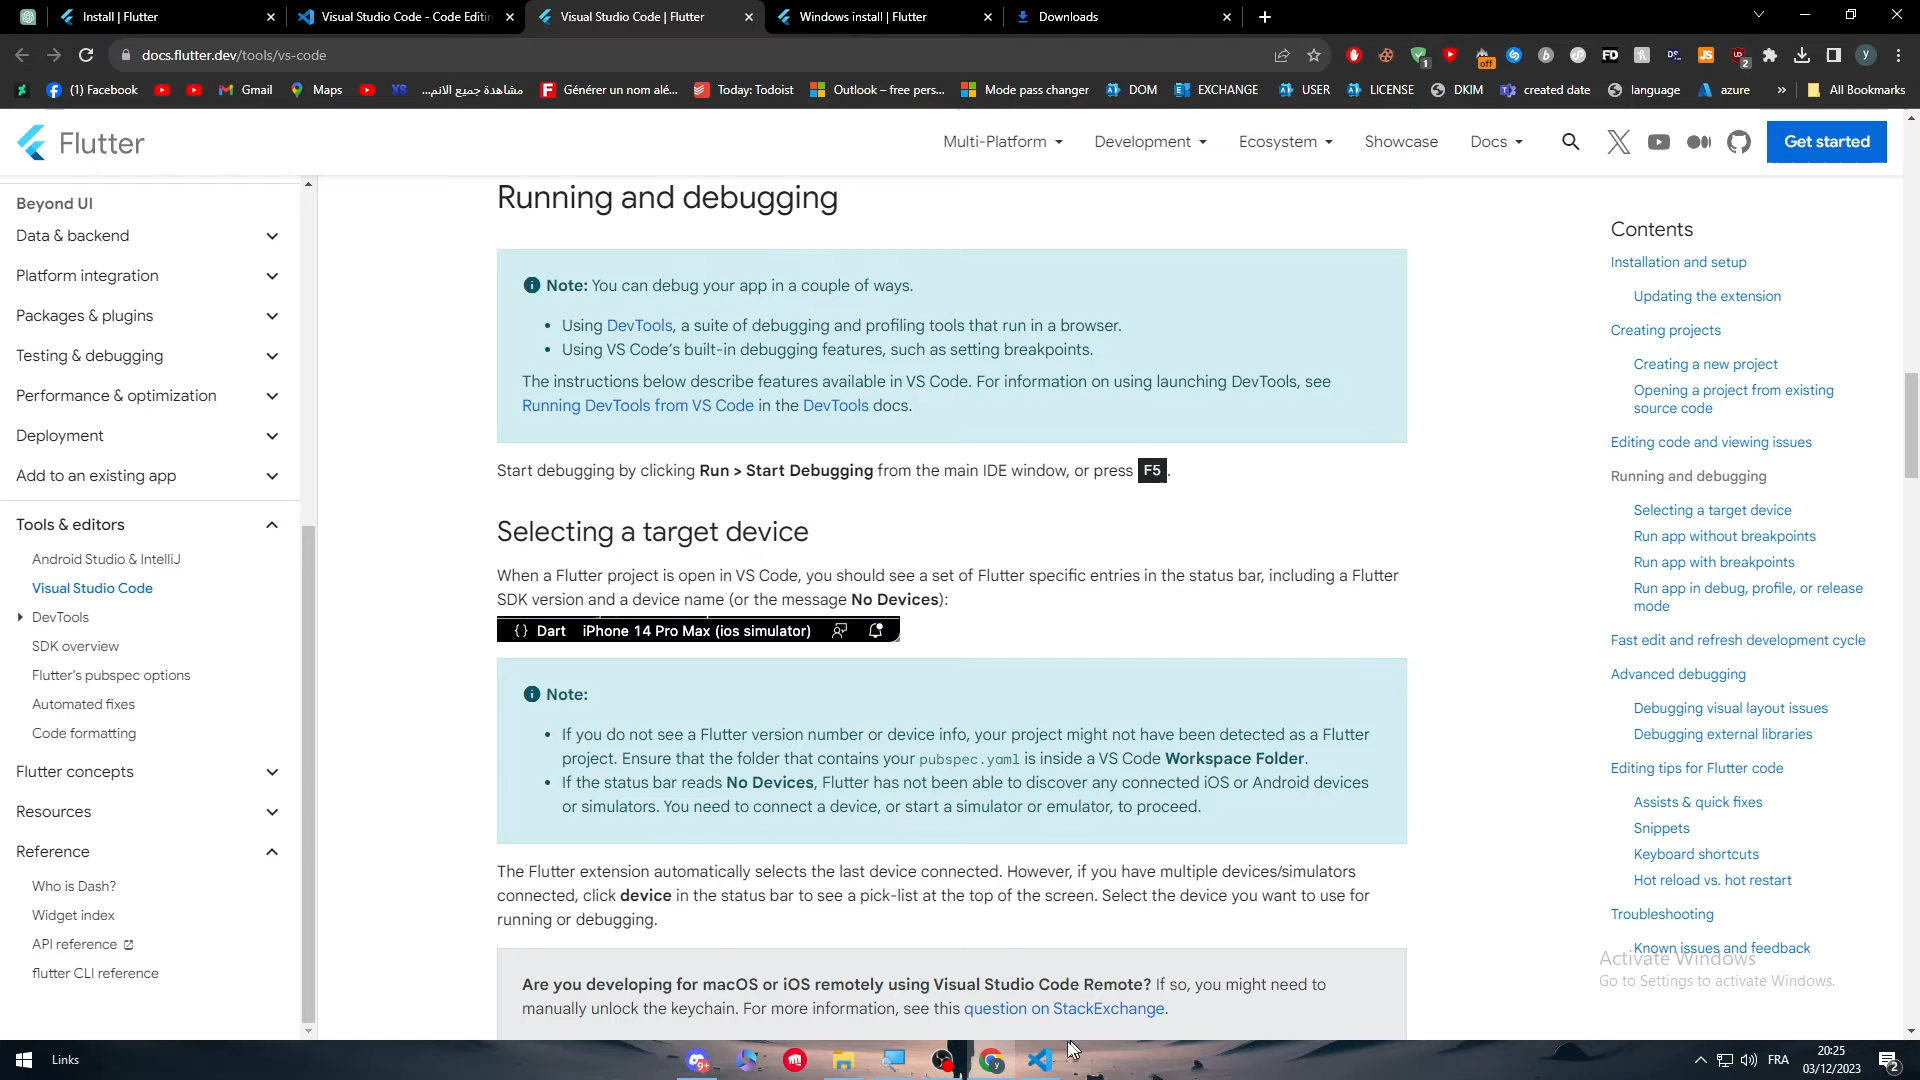 Install | Flutter
Visual Studio Code - Code Editin
Visual Studio Code | Flutter
Windows install | Flutter
Downloads
docs.flutter.dev/tools/vs-code
(1) Facebook
Gmail
Maps
مشاهدة جميع الانم...
Générer un nom alé...
Today: Todoist
Outlook – free pers...
Mode pass changer
DOM
EXCHANGE
USER
LICENSE
DKIM
created date
language
azure
»
All Bookmarks
Flutter
Multi-Platform
Development
Ecosystem
Showcase
Docs
Get started
Beyond UI
Data & backend
Platform integration
Packages & plugins
Testing & debugging
Performance & optimization
Deployment
Add to an existing app
Tools & editors
Android Studio & IntelliJ
Visual Studio Code
DevTools
SDK overview
Flutter's pubspec options
Automated fixes
Code formatting
Flutter concepts
Resources
Reference
Who is Dash?
Widget index
API reference
flutter CLI reference
Running and debugging
Note: You can debug your app in a couple of ways.
• Using DevTools, a suite of debugging and profiling tools that run in a browser.
• Using VS Code's built-in debugging features, such as setting breakpoints.
The instructions below describe features available in VS Code. For information on using launching DevTools, see
Running DevTools from VS Code in the DevTools docs.
Start debugging by clicking Run > Start Debugging from the main IDE window, or press F5.
Selecting a target device
When a Flutter project is open in VS Code, you should see a set of Flutter specific entries in the status bar, including a Flutter
SDK version and a device name (or the message No Devices):
{} Dart iPhone 14 Pro Max (ios simulator)
Note:
• If you do not see a Flutter version number or device info, your project might not have been detected as a Flutter
project. Ensure that the folder that contains your pubspec.yaml is inside a VS Code Workspace Folder.
• If the status bar reads No Devices, Flutter has not been able to discover any connected iOS or Android devices
or simulators. You need to connect a device, or start a simulator or emulator, to proceed.
The Flutter extension automatically selects the last device connected. However, if you have multiple devices/simulators
connected, click device in the status bar to see a pick-list at the top of the screen. Select the device you want to use for
running or debugging.
Are you developing for macOS or iOS remotely using Visual Studio Code Remote? If so, you might need to
manually unlock the keychain. For more information, see this question on StackExchange.
Contents
Installation and setup
Updating the extension
Creating projects
Creating a new project
Opening a project from existing
source code
Editing code and viewing issues
Running and debugging
Selecting a target device
Run app without breakpoints
Run app with breakpoints
Run app in debug, profile, or release
mode
Fast edit and refresh development cycle
Advanced debugging
Debugging visual layout issues
Debugging external libraries
Editing tips for Flutter code
Assists & quick fixes
Snippets
Keyboard shortcuts
Hot reload vs. hot restart
Troubleshooting
Known issues and feedback
Activate Windows
Go to Settings to activate Windows.
Links
FRA
20:25
03/12/2023
2